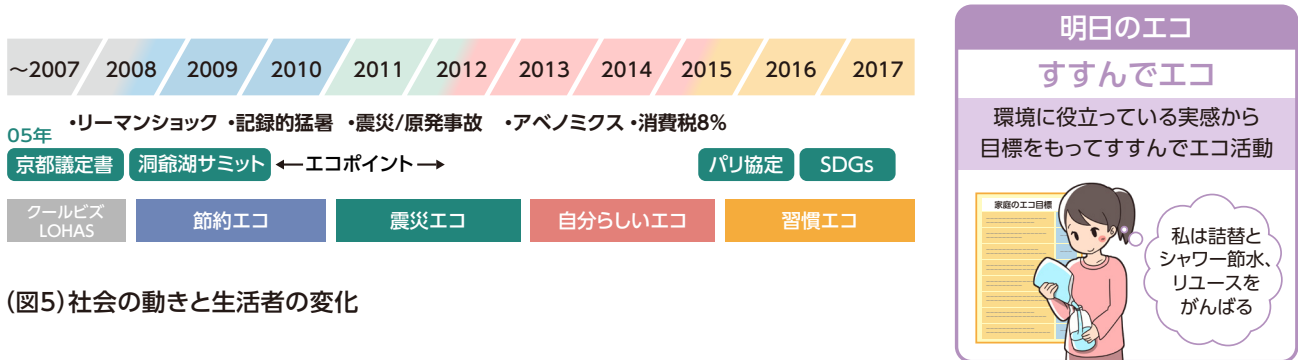 ～2007 2008 2009 2010 2011 2012 2013 2014 2015 2016 2017
・リーマンショック ・記録的猛暑 ・震災/原発事故 ・アベノミクス ・消費税8%
05年
京都議定書 洞爺湖サミット ←エコポイント→ パリ協定 SDGs
クールビズ
LOHAS
節約エコ 震災エコ 自分らしいエコ 習慣エコ
(図5)社会の動きと生活者の変化
明日のエコ
すすんでエコ
環境に役立っている実感から
目標をもってすすんでエコ活動
家庭のエコ目標
私は詰替と
シャワー節水、
リユースを
がんばる